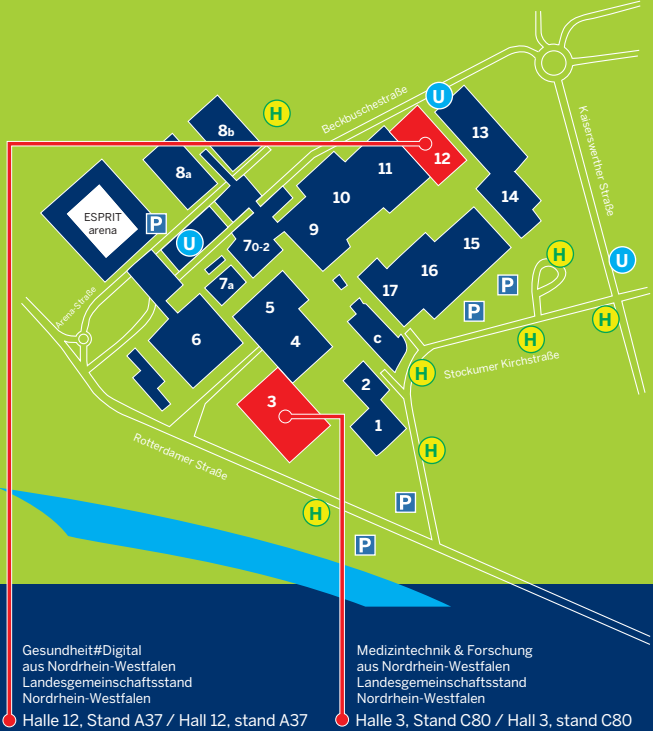 Beckbuschestraße
Kaiserswerther Straße
U
H
8b
13
12
11
8a
10
14
ESPRIT
arena
P
9
15
U
70-2
H
U
16
7a
P
17
Arena-Straße
5
P
H
6
4
c
H
Stockumer Kirchstraße
H
2
3
1
Rotterdamer Straße
H
P
H
P
Gesundheit#Digital
aus Nordrhein-Westfalen
Landesgemeinschaftsstand
Nordrhein-Westfalen
Halle 12, Stand A37 / Hall 12, stand A37
Medizintechnik & Forschung
aus Nordrhein-Westfalen
Landesgemeinschaftsstand
Nordrhein-Westfalen
Halle 3, Stand C80 / Hall 3, stand C80